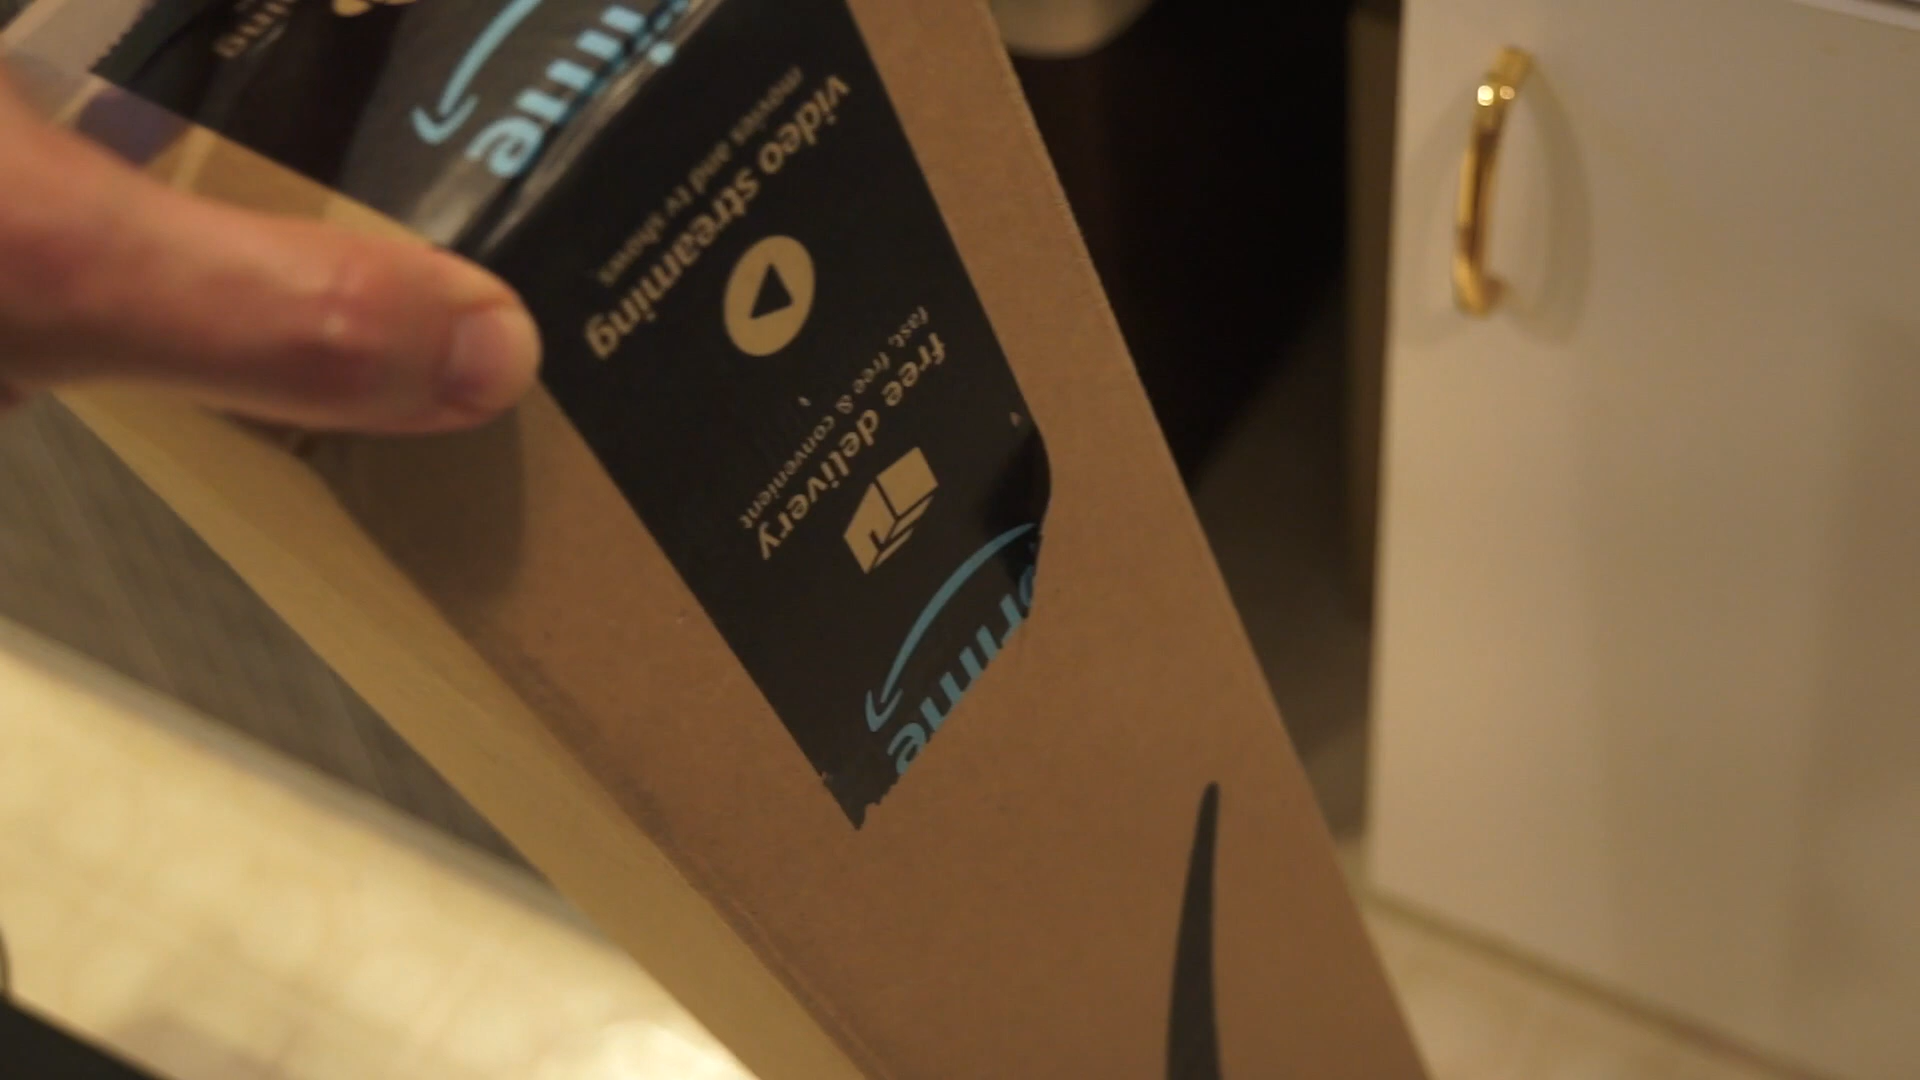 prime
video streaming
movies and tv shows
free delivery
fast, free & convenient
prime